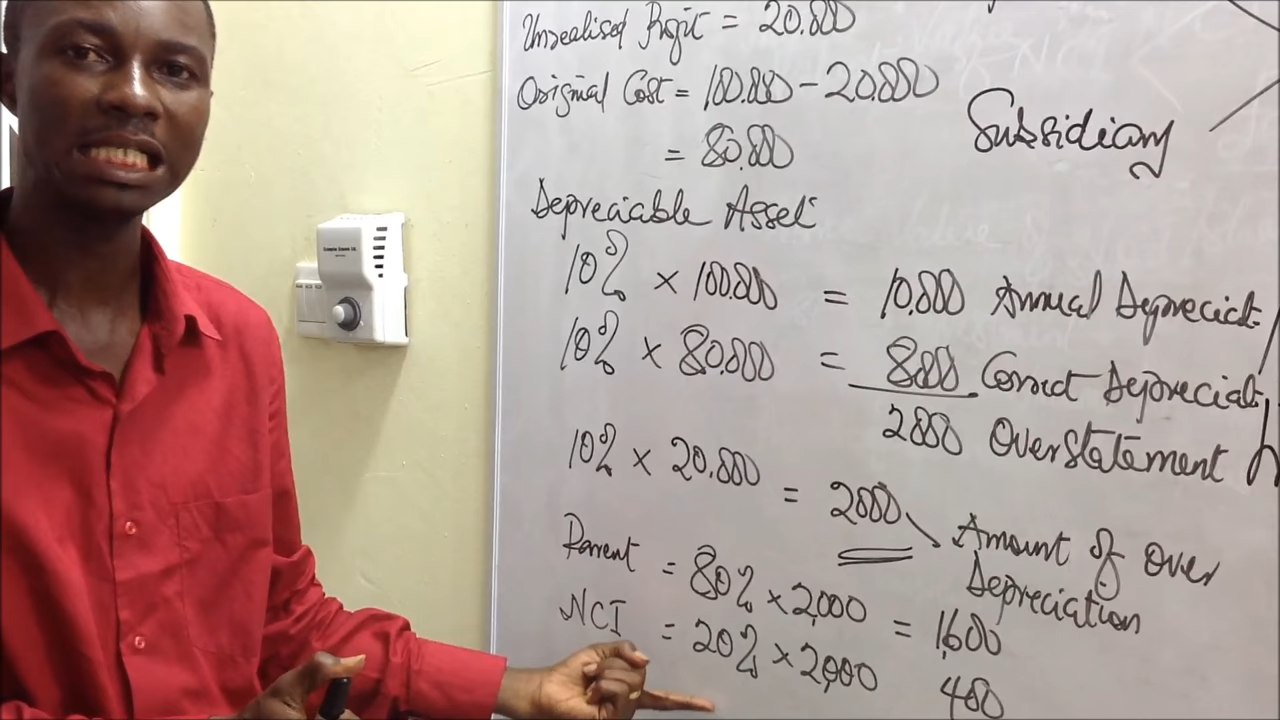 Unrealised Profit = 20.000
Original Cost = 100.000 - 20.000
= 80.000
Subsidiary
Depreciable Asset
10% × 100.000 = 10.000 Annual Depreciat.
10% × 80.000 = 8000 Correct Depreciat.
2000 Overstatement
10% × 20.000 = 2000 Amount of Over Depreciation
Parent = 80% × 2,000 = 1,600
NCI = 20% × 2,000 400